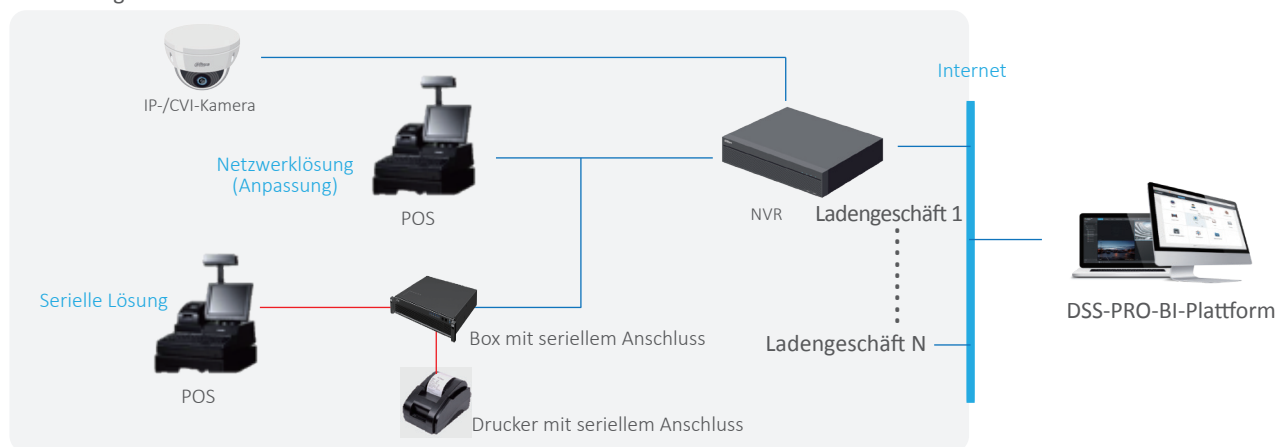 IP-/CVI-Kamera
Internet
Netzwerklösung
(Anpassung)
POS
NVR
Ladengeschäft 1
Serielle Lösung
Box mit seriellem Anschluss
Ladengeschäft N
DSS-PRO-BI-Plattform
POS
Drucker mit seriellem Anschluss